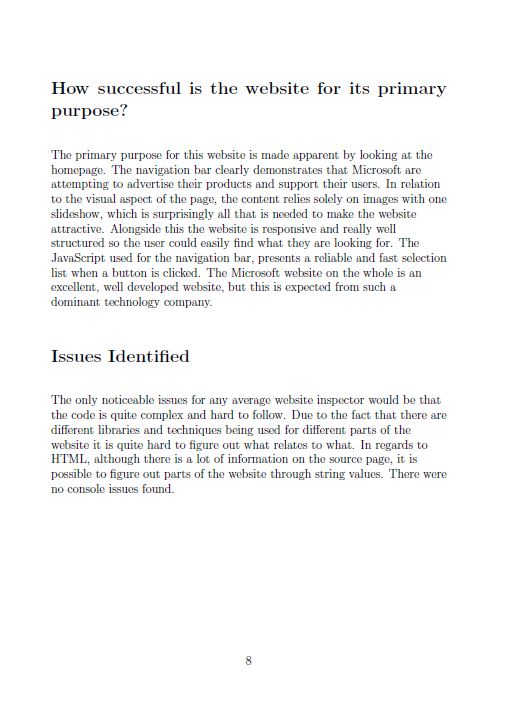 How successful is the website for its primary
purpose?
The primary purpose for this website is made apparent by looking at the
homepage. The navigation bar clearly demonstrates that Microsoft are
attempting to advertise their products and support their users. In relation
to the visual aspect of the page, the content relies solely on images with one
slideshow, which is surprisingly all that is needed to make the website
attractive. Alongside this the website is responsive and really well
structured so the user could easily find what they are looking for. The
JavaScript used for the navigation bar, presents a reliable and fast selection
list when a button is clicked. The Microsoft website on the whole is an
excellent, well developed website, but this is expected from such a
dominant technology company.
Issues Identified
The only noticeable issues for any average website inspector would be that
the code is quite complex and hard to follow. Due to the fact that there are
different libraries and techniques being used for different parts of the
website it is quite hard to figure out what relates to what. In regards to
HTML, although there is a lot of information on the source page, it is
possible to figure out parts of the website through string values. There were
no console issues found.
8